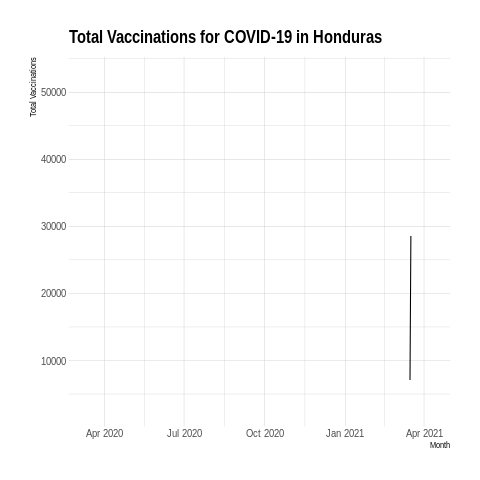 Total Vaccinations for COVID-19 in Honduras
Total Vaccinations
50000
40000
30000
20000
10000
Apr 2020 Jul 2020 Oct 2020 Jan 2021 Apr 2021
Month